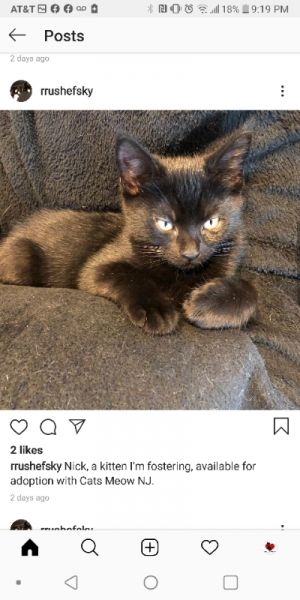 AT&T 18% 9:19 PM
Posts
2 days ago
rrushefsky
2 likes
rrushefsky Nick, a kitten I'm fostering, available for
adoption with Cats Meow NJ.
2 days ago
rrushefsky